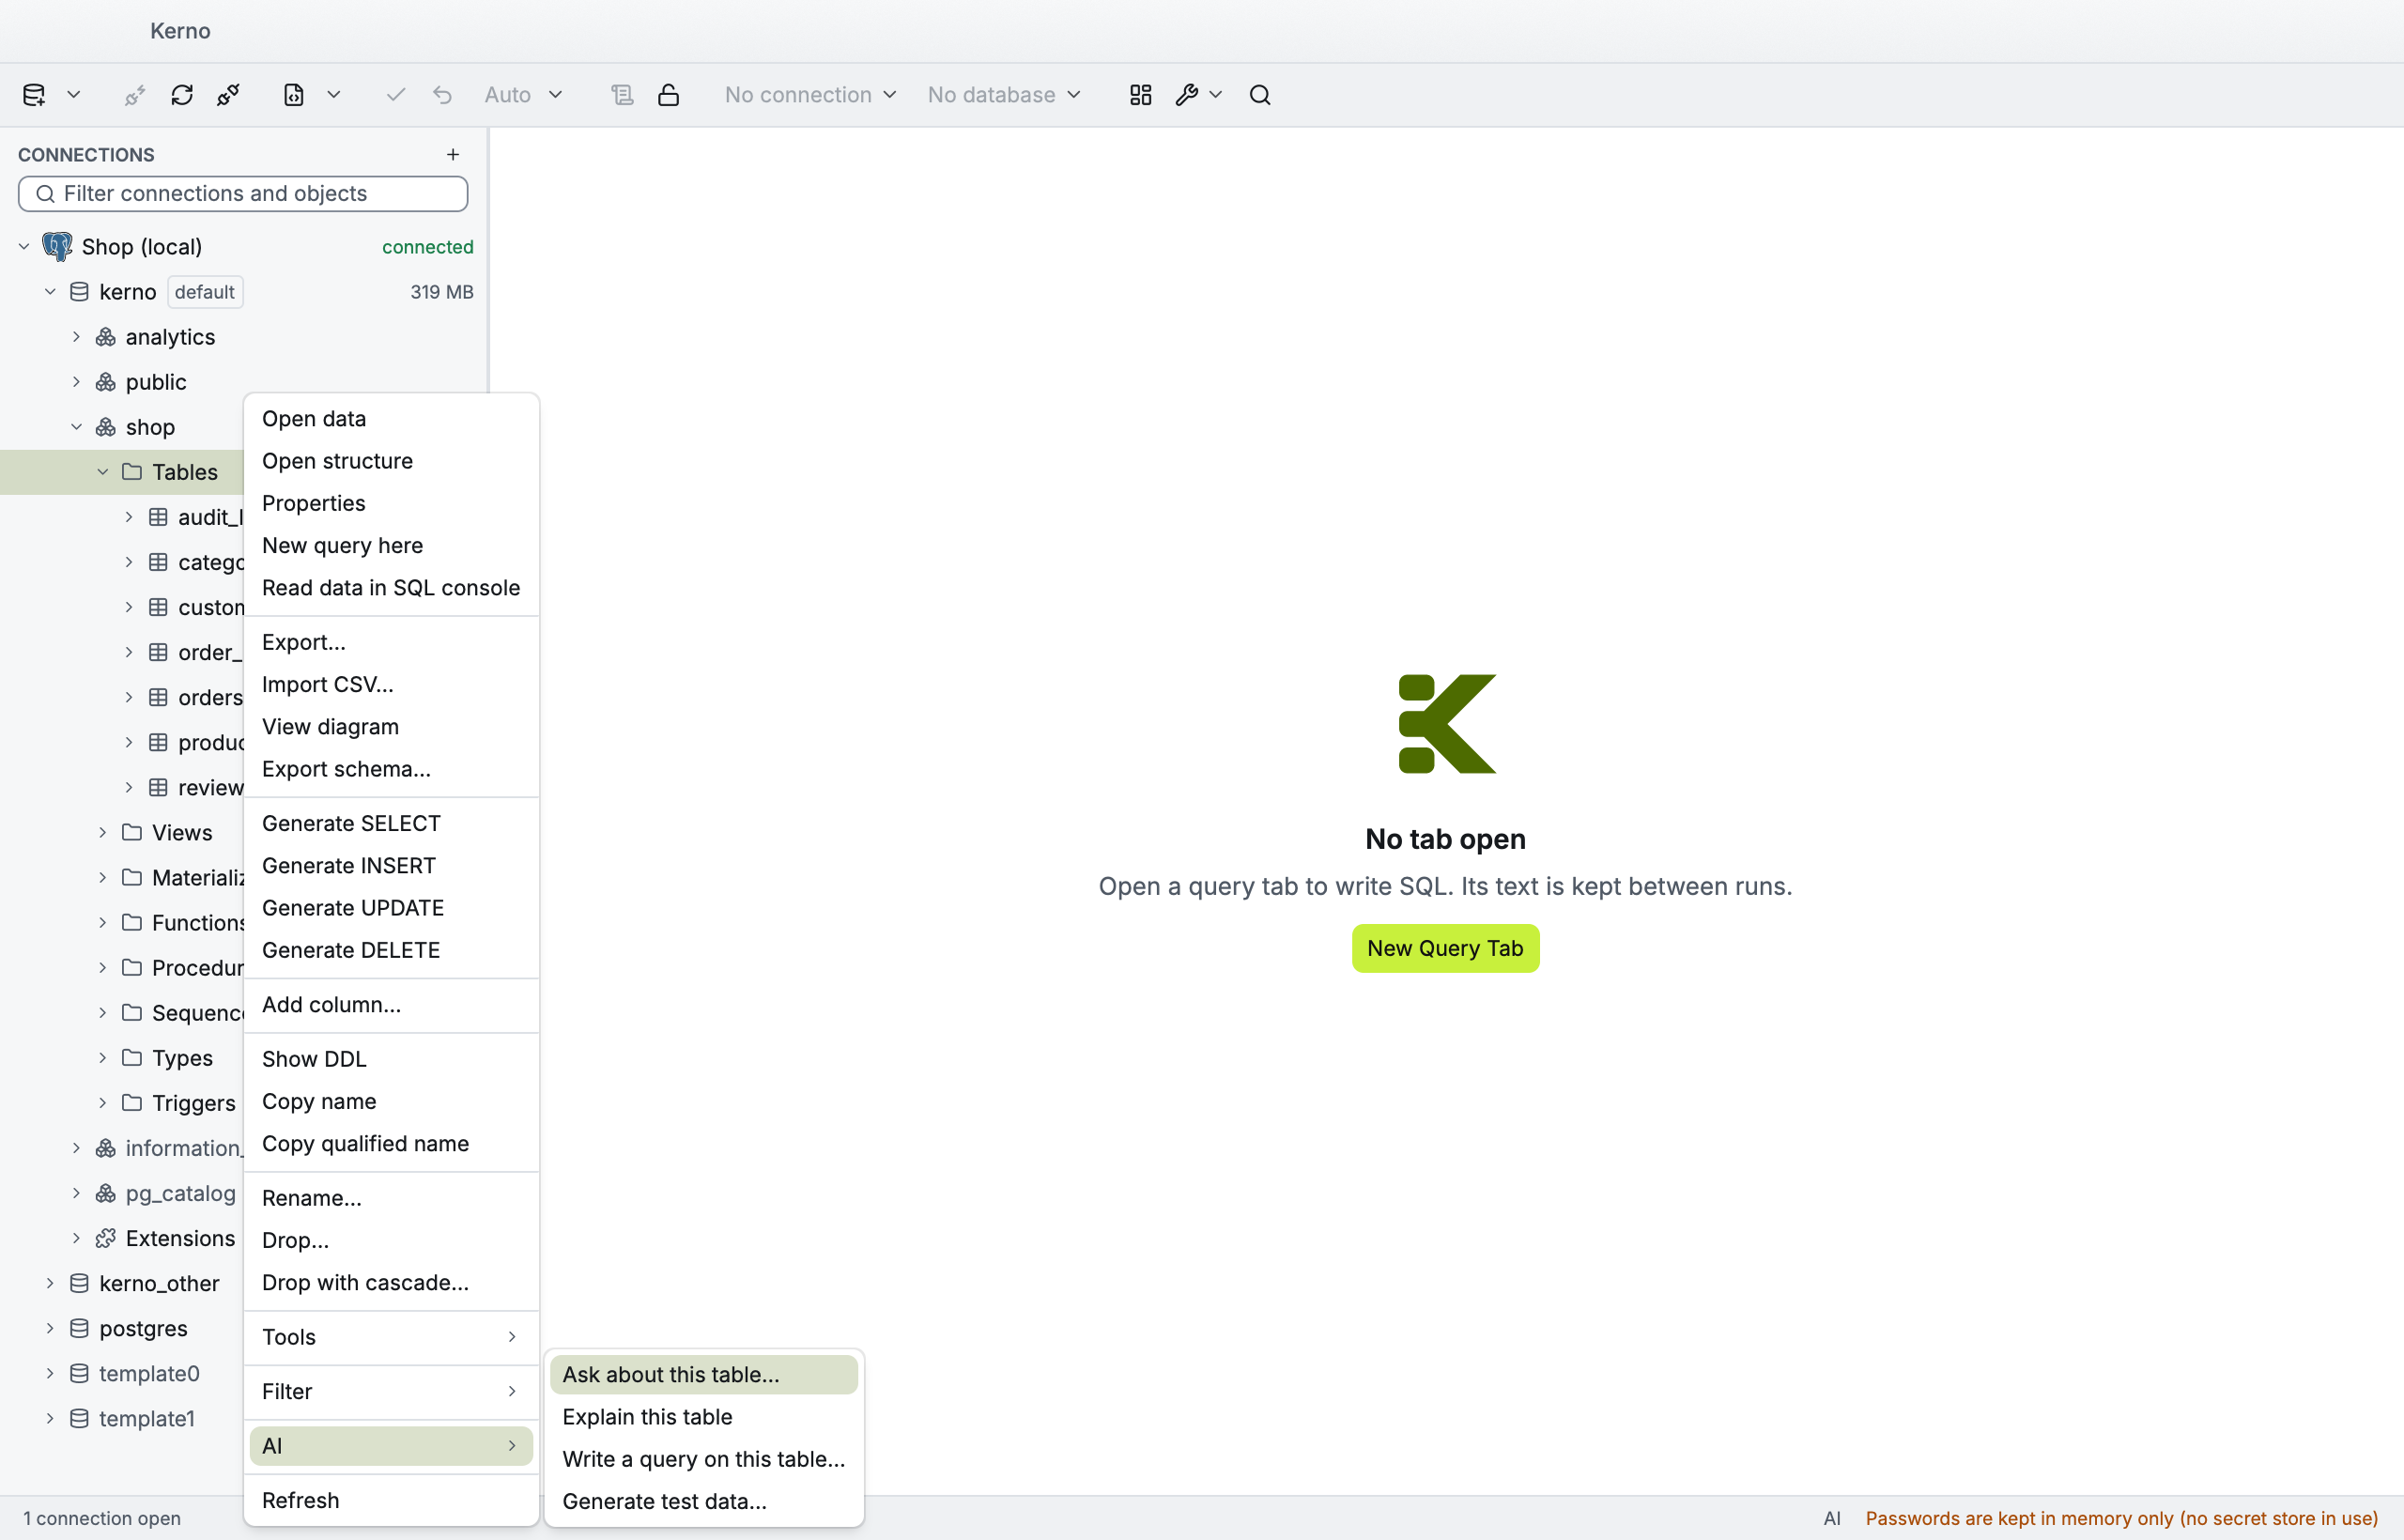 Kerno
Auto
No connection
No database
CONNECTIONS
Filter connections and objects
Shop (local) connected
kerno default 319 MB
analytics
public
shop
Tables
audit_l
catego
custom
order_
orders
produc
review
Views
Materializ
Functions
Procedur
Sequenc
Types
Triggers
information_
pg_catalog
Extensions
kerno_other
postgres
template0
template1
Open data
Open structure
Properties
New query here
Read data in SQL console
Export...
Import CSV...
View diagram
Export schema...
Generate SELECT
Generate INSERT
Generate UPDATE
Generate DELETE
Add column...
Show DDL
Copy name
Copy qualified name
Rename...
Drop...
Drop with cascade...
Tools
Filter
AI
Refresh
Ask about this table...
Explain this table
Write a query on this table...
Generate test data...
No tab open
Open a query tab to write SQL. Its text is kept between runs.
New Query Tab
1 connection open
AI Passwords are kept in memory only (no secret store in use)